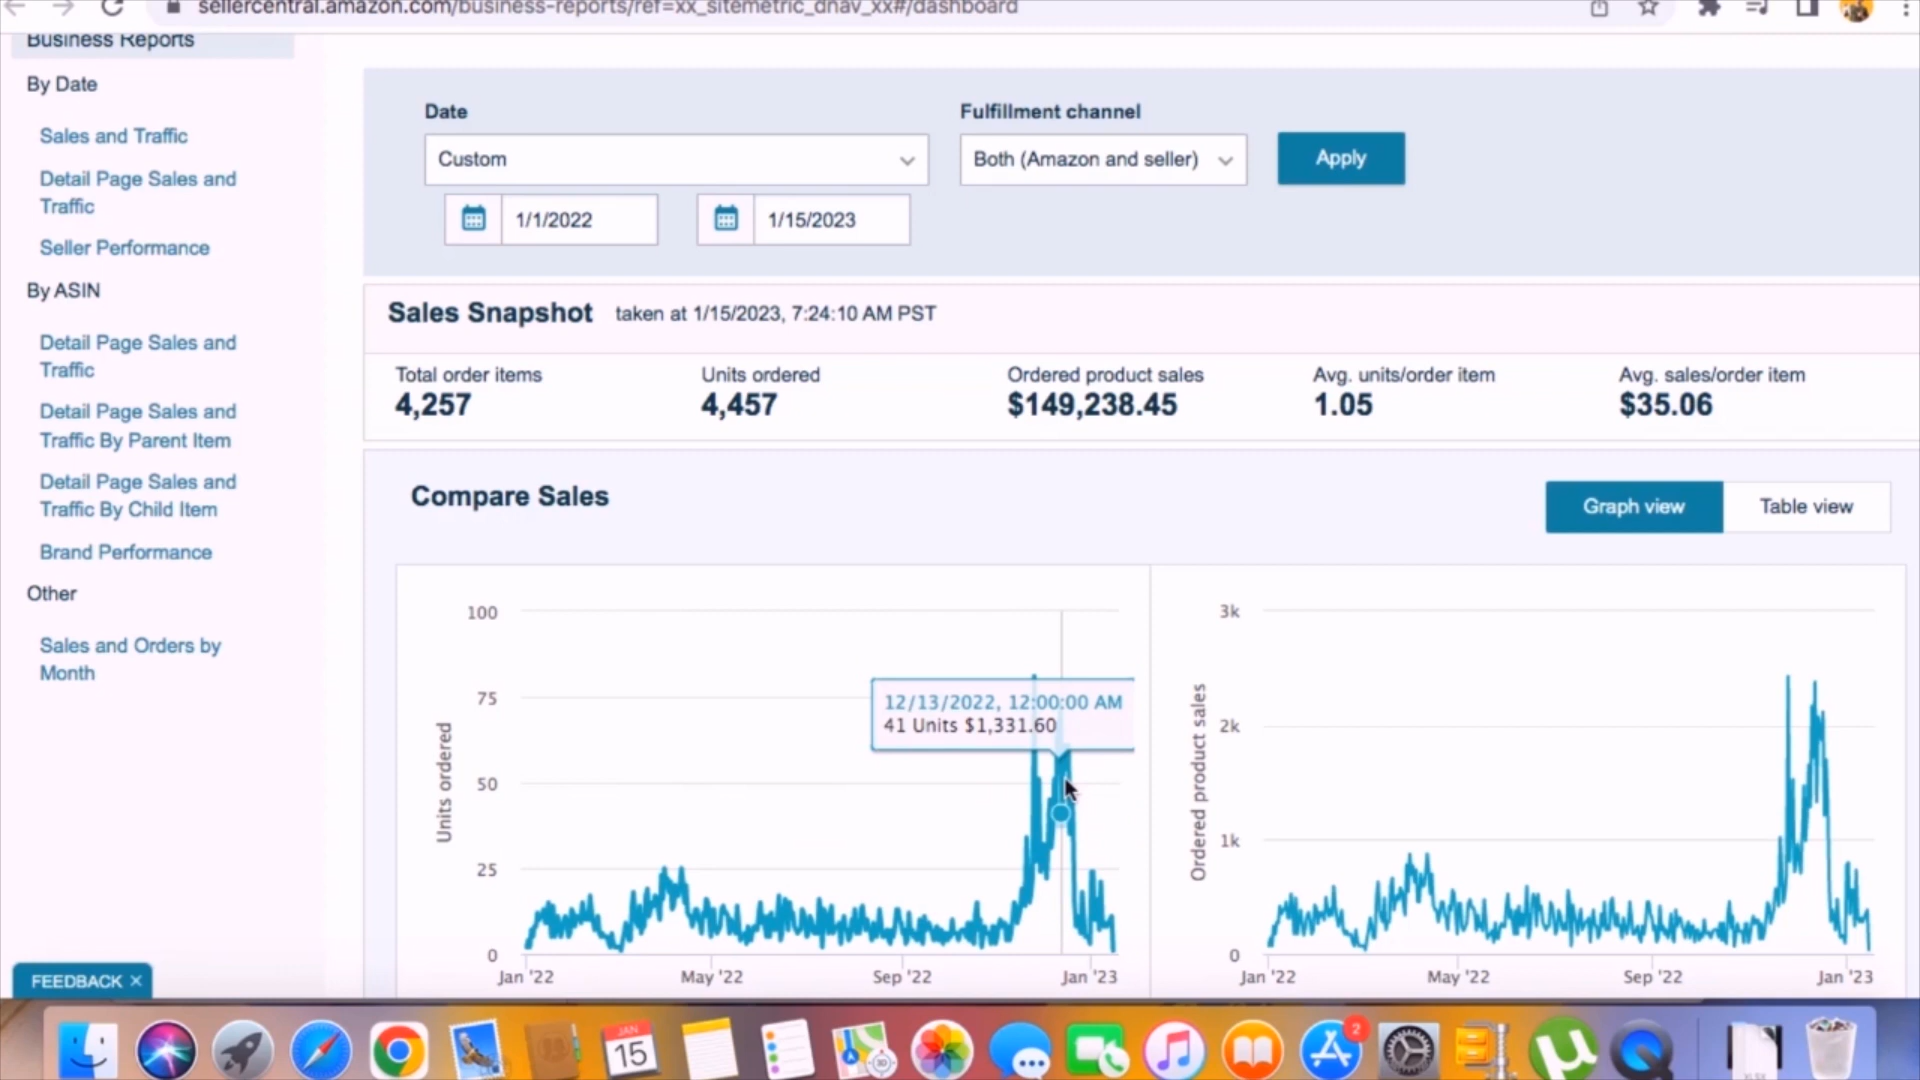 sellercentral.amazon.com/business-reports/ref=xx_sitemetric_dnav_xx#/dashboard
Business Reports
By Date
Sales and Traffic
Detail Page Sales and
Traffic
Seller Performance
By ASIN
Detail Page Sales and
Traffic
Detail Page Sales and
Traffic By Parent Item
Detail Page Sales and
Traffic By Child Item
Brand Performance
Other
Sales and Orders by
Month
FEEDBACK ×
Date
Custom
1/1/2022
1/15/2023
Fulfillment channel
Both (Amazon and seller)
Apply
Sales Snapshot taken at 1/15/2023, 7:24:10 AM PST
Total order items
4,257
Units ordered
4,457
Ordered product sales
$149,238.45
Avg. units/order item
1.05
Avg. sales/order item
$35.06
Compare Sales
Graph view
Table view
Units ordered
100
75
50
25
0
12/13/2022, 12:00:00 AM
41 Units $1,331.60
Jan '22
May '22
Sep '22
Jan '23
Ordered product sales
3k
2k
1k
0
Jan '22
May '22
Sep '22
Jan '23
JAN
15
2
XLSX